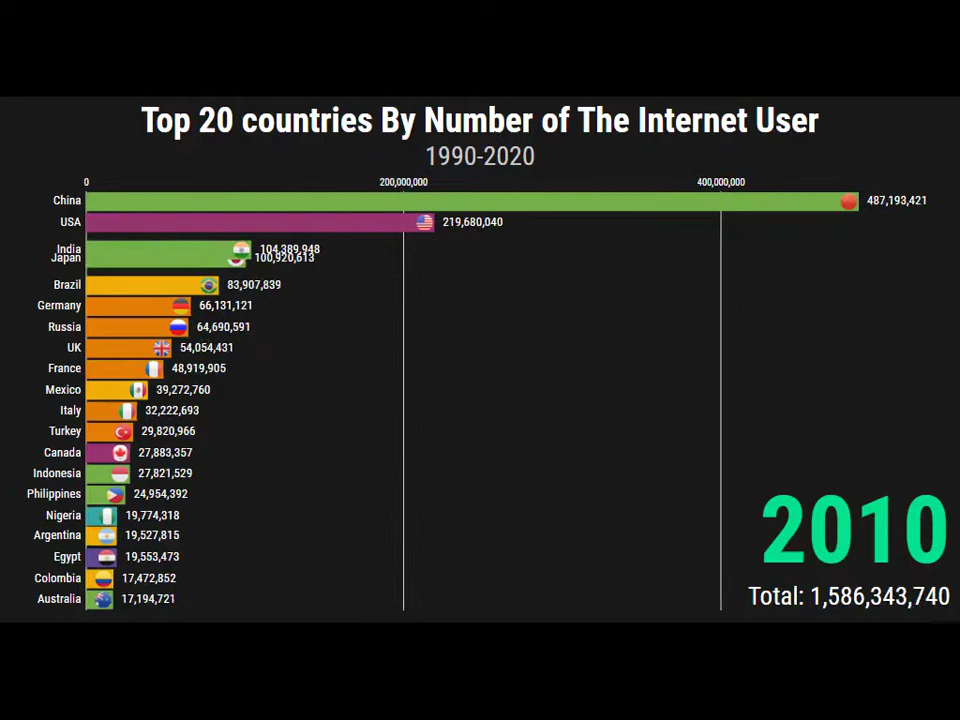 Top 20 countries By Number of The Internet User
1990-2020
0 200,000,000 400,000,000
China 487,193,421
USA 219,680,040
India 104,389,948
Japan 100,920,613
Brazil 83,907,839
Germany 66,131,121
Russia 64,690,591
UK 54,054,431
France 48,919,905
Mexico 39,272,760
Italy 32,222,693
Turkey 29,820,966
Canada 27,883,357
Indonesia 27,821,529
Philippines 24,954,392
Nigeria 19,774,318
Argentina 19,527,815
Egypt 19,553,473
Colombia 17,472,852
Australia 17,194,721
2010
Total: 1,586,343,740